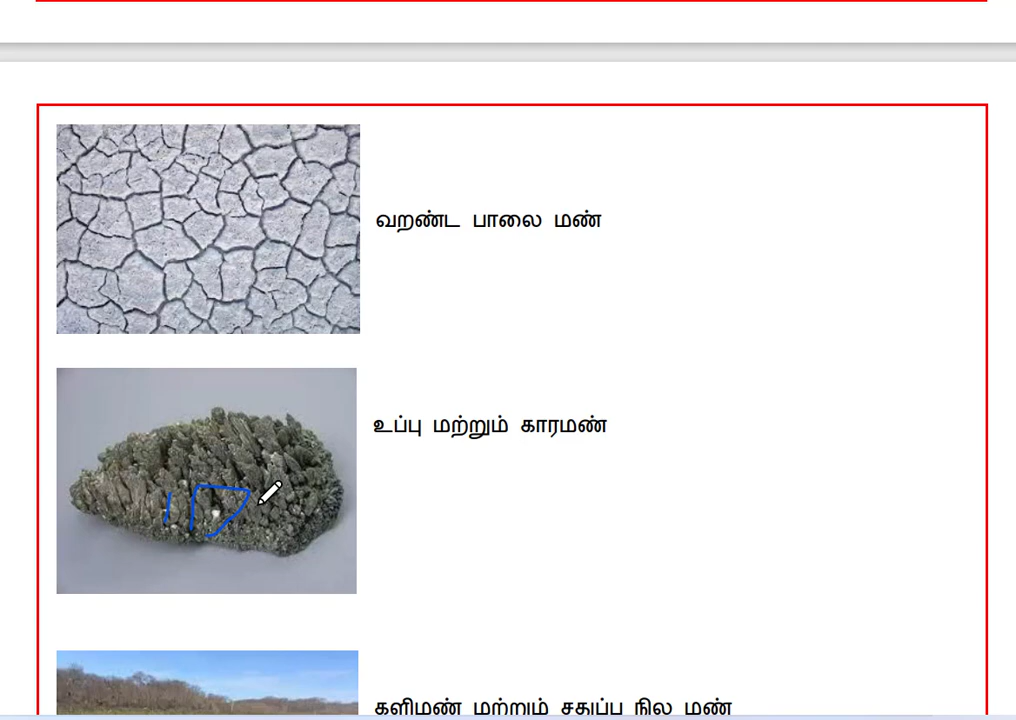 வறண்ட பாலை மண்
உப்பு மற்றும் காரமண்
களிமண் மற்றும் சதுப்பு நில மண்